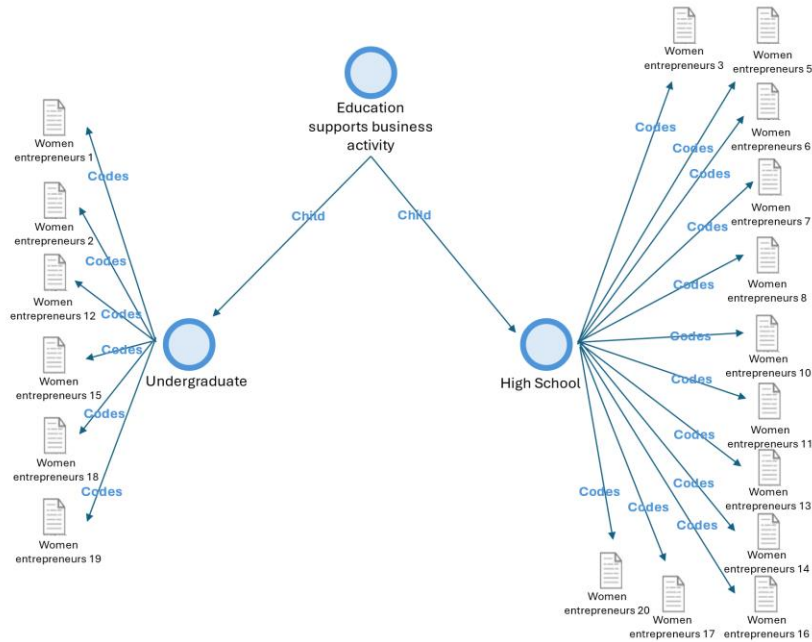 Education
supports business
activity
Child
Child
Undergraduate
High School
Women
entrepreneurs 1
Codes
Women
entrepreneurs 2
Codes
Women
entrepreneurs 12
Codes
Women
entrepreneurs 15
Codes
Women
entrepreneurs 18
Codes
Women
entrepreneurs 19
Codes
Women
entrepreneurs 3
Codes
Women
entrepreneurs 5
Codes
Women
entrepreneurs 6
Codes
Women
entrepreneurs 7
Codes
Women
entrepreneurs 8
Codes
Women
entrepreneurs 10
Codes
Women
entrepreneurs 11
Codes
Women
entrepreneurs 13
Codes
Women
entrepreneurs 14
Codes
Women
entrepreneurs 16
Codes
Women
entrepreneurs 17
Codes
Women
entrepreneurs 20
Codes